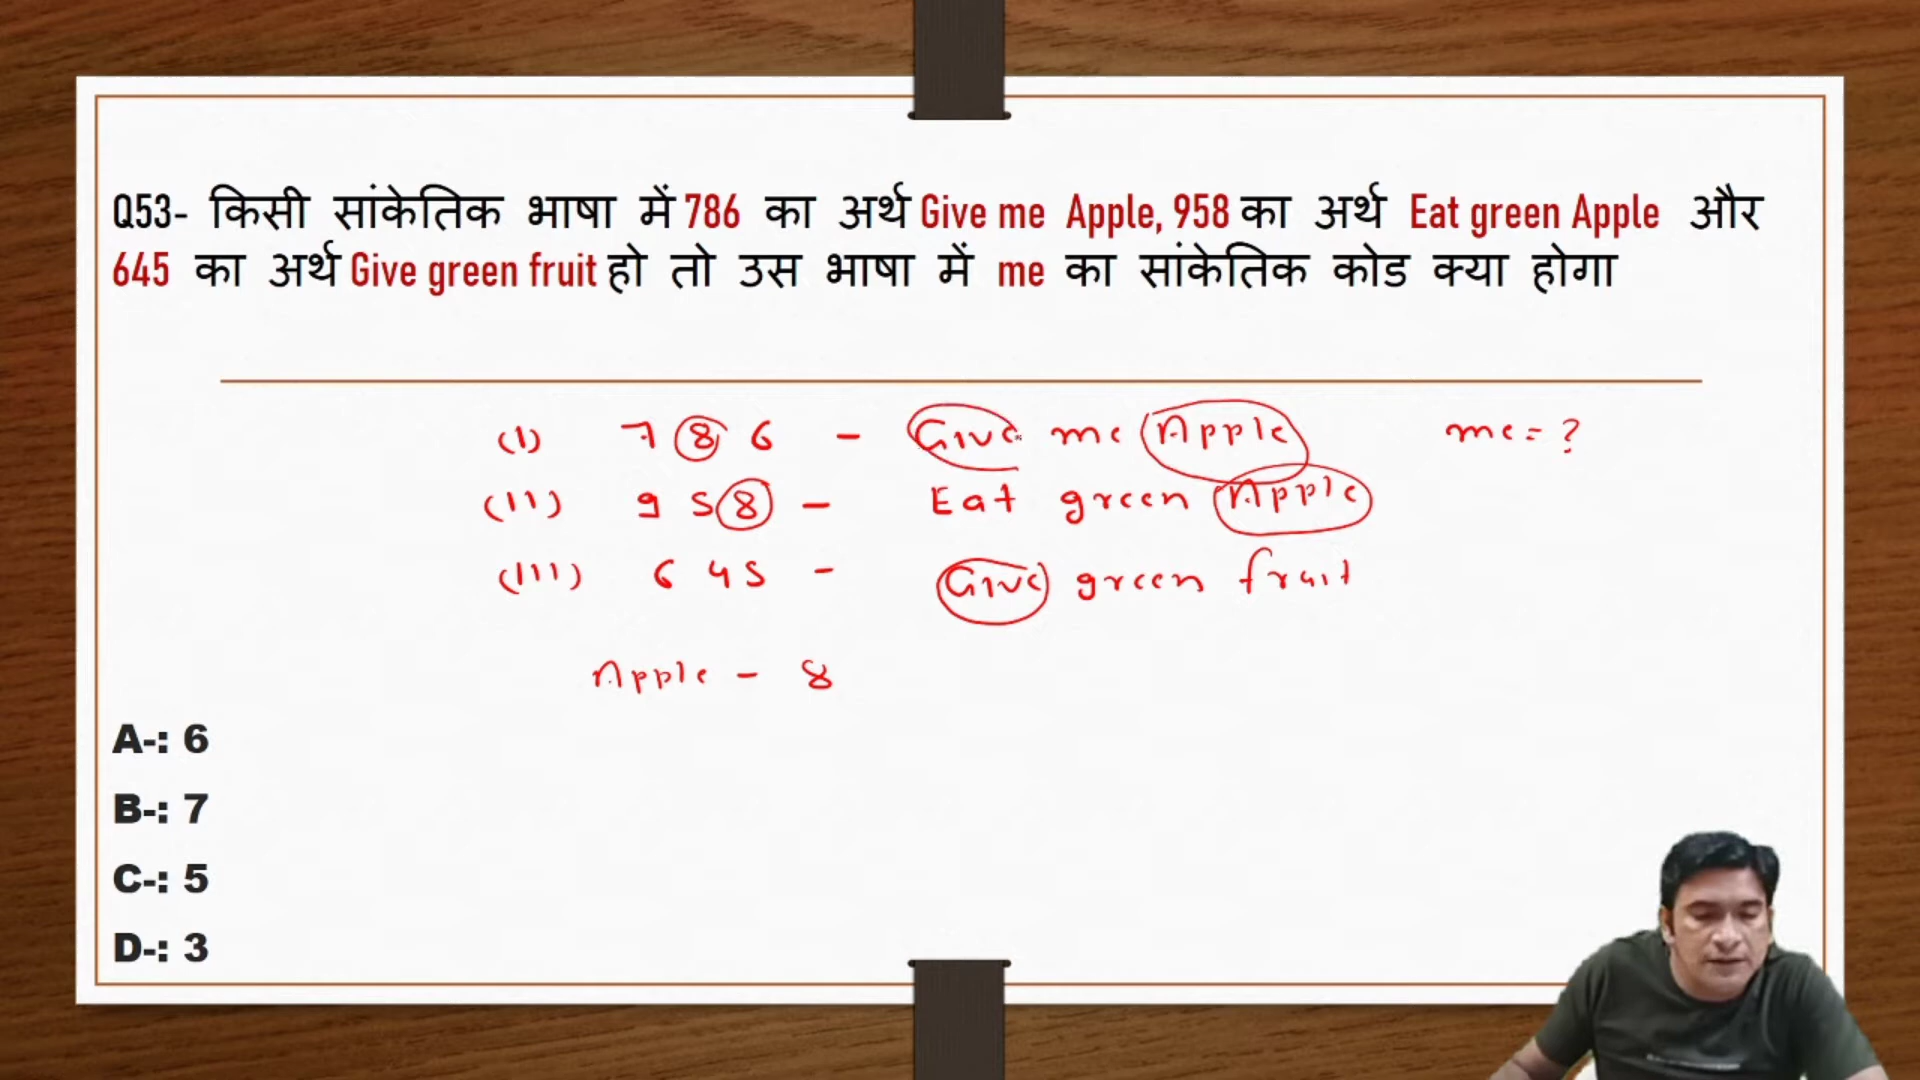 Q53- किसी सांकेतिक भाषा में 786 का अर्थ Give me Apple, 958 का अर्थ Eat green Apple और
645 का अर्थ Give green fruit हो तो उस भाषा में me का सांकेतिक कोड क्या होगा
(I) 7 8 6 - Give me Apple me = ?
(II) 9 5 8 - Eat green Apple
(III) 6 4 5 - Give green fruit
Apple - 8
A-: 6
B-: 7
C-: 5
D-: 3